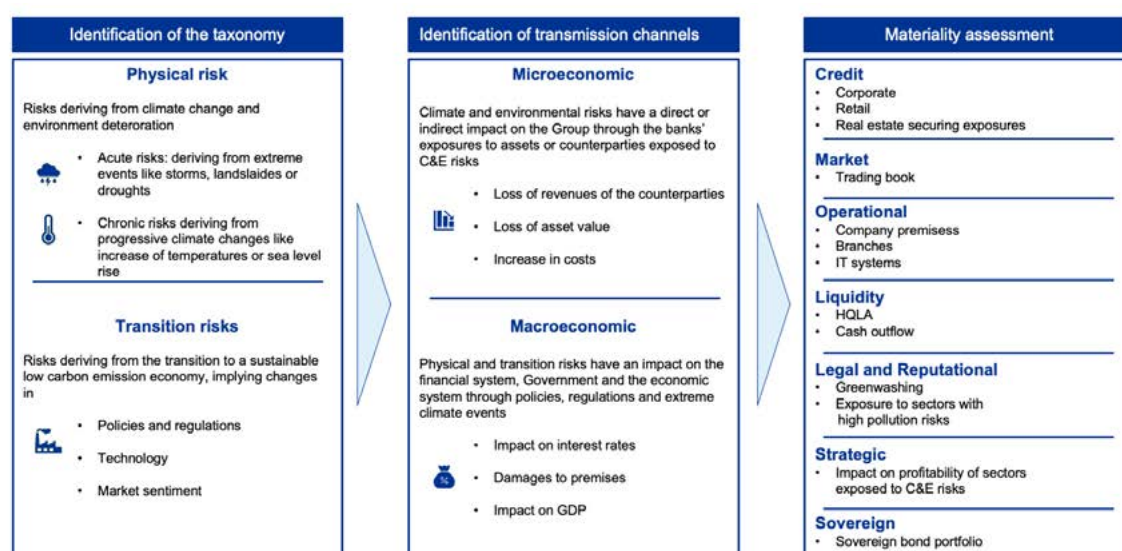 Identification of the taxonomy
Physical risk
Risks deriving from climate change and
environment deteroration
• Acute risks: deriving from extreme
events like storms, landslaides or
droughts
• Chronic risks deriving from
progressive climate changes like
increase of temperatures or sea level
rise
Transition risks
Risks deriving from the transition to a sustainable
low carbon emission economy, implying changes
in
• Policies and regulations
• Technology
• Market sentiment
Identification of transmission channels
Microeconomic
Climate and environmental risks have a direct or
indirect impact on the Group through the banks'
exposures to assets or counterparties exposed to
C&E risks
• Loss of revenues of the counterparties
• Loss of asset value
• Increase in costs
Macroeconomic
Physical and transition risks have an impact on the
financial system, Government and the economic
system through policies, regulations and extreme
climate events
• Impact on interest rates
• Damages to premises
• Impact on GDP
Materiality assessment
Credit
• Corporate
• Retail
• Real estate securing exposures
Market
• Trading book
Operational
• Company premisess
• Branches
• IT systems
Liquidity
• HQLA
• Cash outflow
Legal and Reputational
• Greenwashing
• Exposure to sectors with
high pollution risks
Strategic
• Impact on profitability of sectors
exposed to C&E risks
Sovereign
• Sovereign bond portfolio